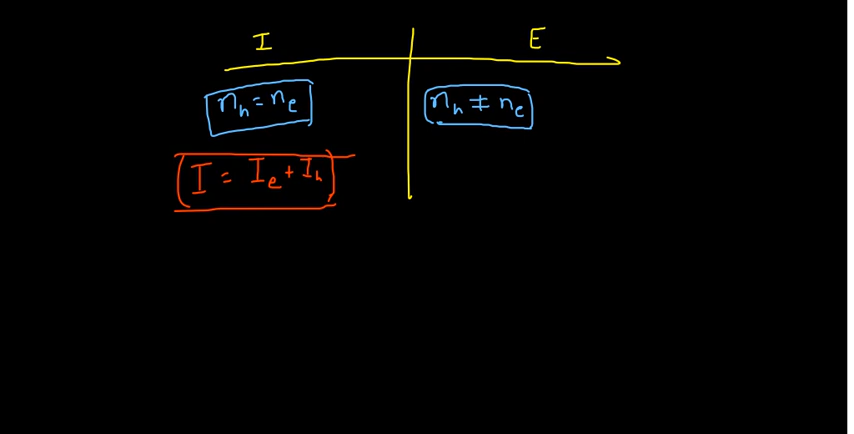 I E
n_h = n_e n_h ≠ n_e
I = I_e + I_h